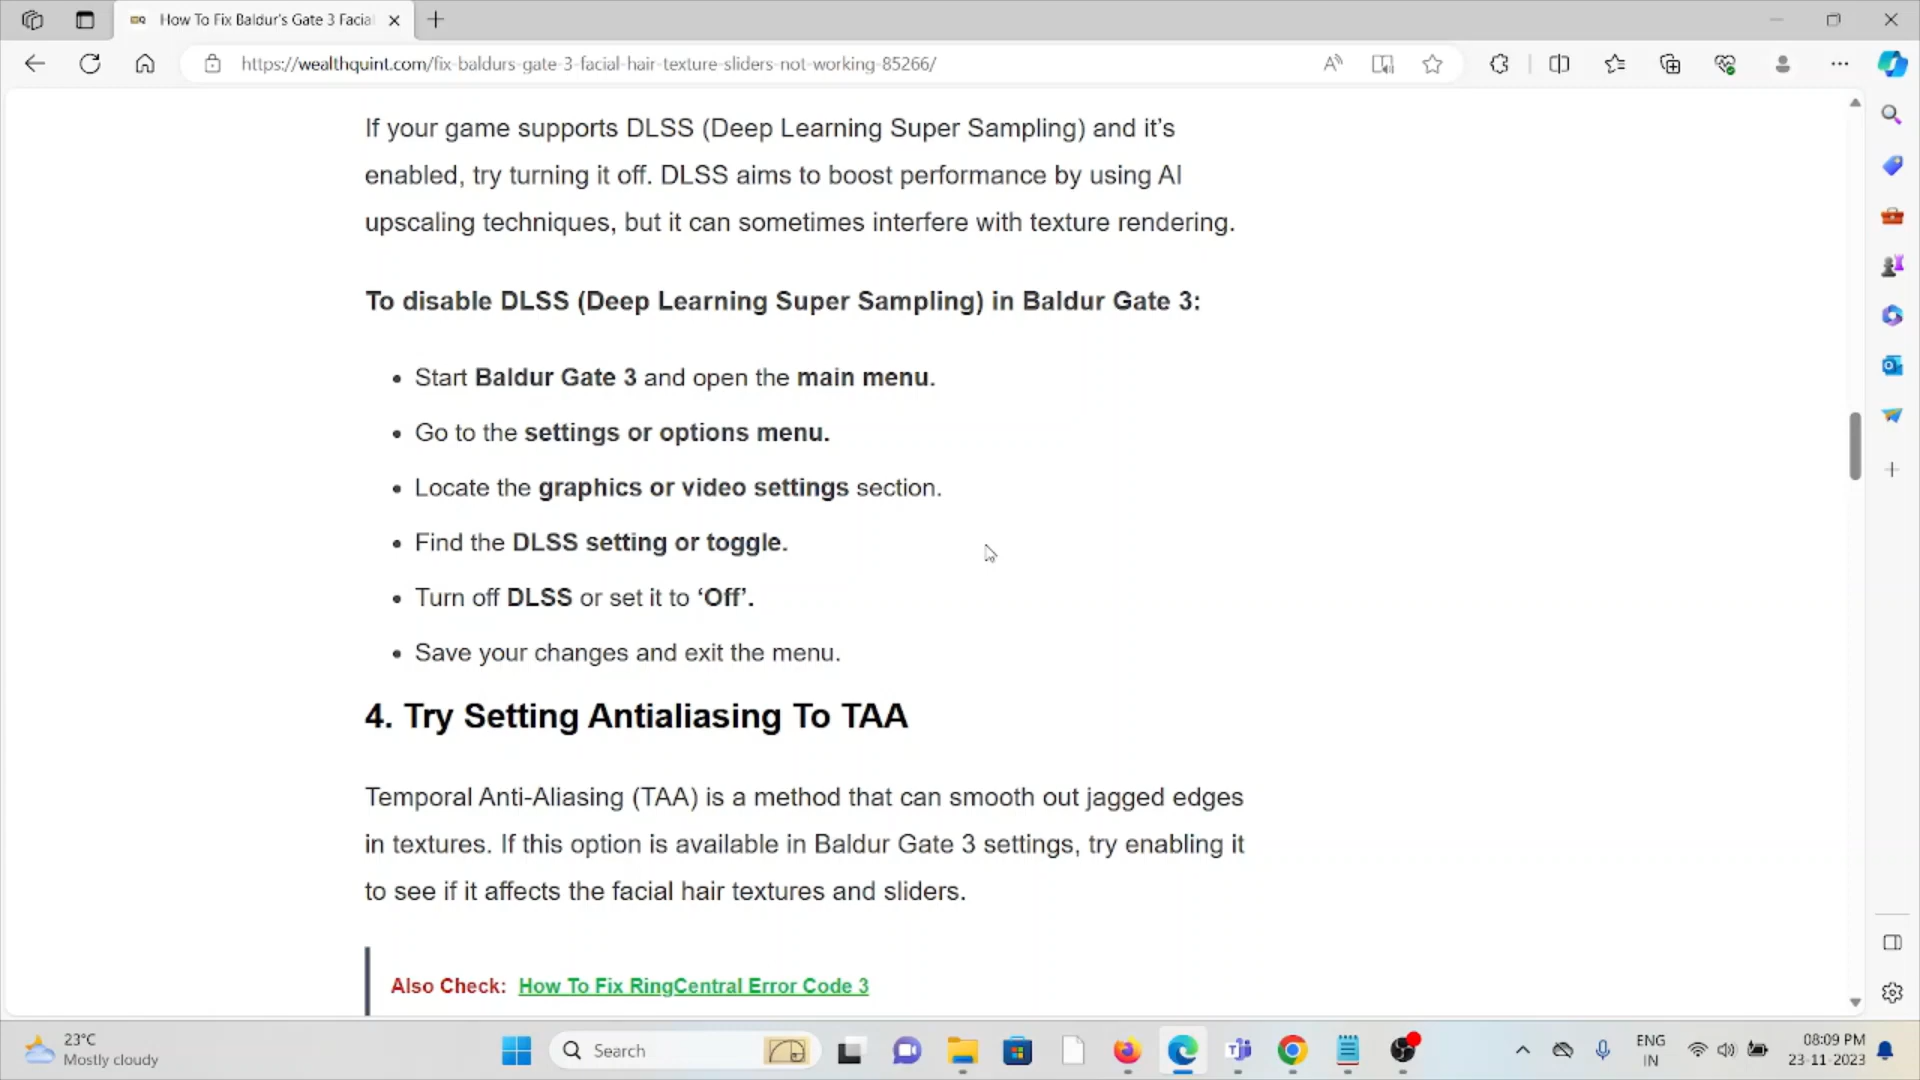 How To Fix Baldur's Gate 3 Facial
https://wealthquint.com/fix-baldurs-gate-3-facial-hair-texture-sliders-not-working-85266/
If your game supports DLSS (Deep Learning Super Sampling) and it’s
enabled, try turning it off. DLSS aims to boost performance by using AI
upscaling techniques, but it can sometimes interfere with texture rendering.
To disable DLSS (Deep Learning Super Sampling) in Baldur Gate 3:
• Start Baldur Gate 3 and open the main menu.
• Go to the settings or options menu.
• Locate the graphics or video settings section.
• Find the DLSS setting or toggle.
• Turn off DLSS or set it to ‘Off’.
• Save your changes and exit the menu.
4. Try Setting Antialiasing To TAA
Temporal Anti-Aliasing (TAA) is a method that can smooth out jagged edges
in textures. If this option is available in Baldur Gate 3 settings, try enabling it
to see if it affects the facial hair textures and sliders.
Also Check: How To Fix RingCentral Error Code 3
23°C
Mostly cloudy
Search
ENG
IN
08:09 PM
23-11-2023